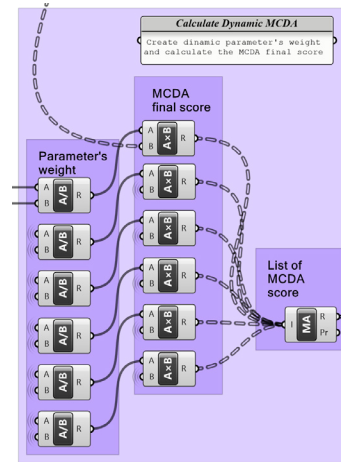 Calculate Dynamic MCDA
Create dinamic parameter's weight
and calculate the MCDA final score
MCDA
final score
A
B
A×B
R
A
B
A×B
R
A
B
A×B
R
A
B
A×B
R
A
B
A×B
R
A
B
A×B
R
Parameter's
weight
A
B
A/B
R
A
B
A/B
R
A
B
A/B
R
A
B
A/B
R
A
B
A/B
R
A
B
A/B
R
List of
MCDA
score
I
MA
R
Pr